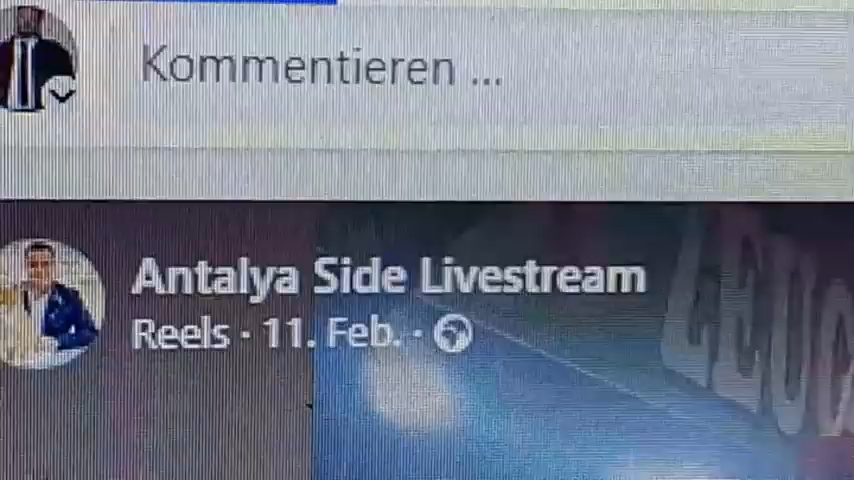 Kommentieren ...
Antalya Side Livestream
Reels · 11. Feb. ·